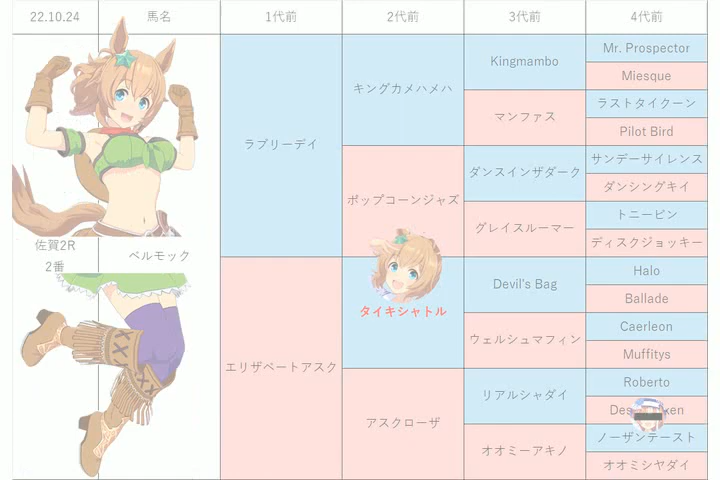 22.10.24 馬名 1代前 2代前 3代前 4代前
佐賀2R
2番
ベルモック
ラブリーデイ
エリザベートアスク
キングカメハメハ
ポップコーンジャズ
タイキシャトル
アスクローザ
Kingmambo
マンファス
ダンスインザダーク
グレイスルーマー
Devil's Bag
ウェルシュマフィン
リアルシャダイ
オオミーアキノ
Mr. Prospector
Miesque
ラストタイクーン
Pilot Bird
サンデーサイレンス
ダンシングキイ
トニービン
ディスクジョッキー
Halo
Ballade
Caerleon
Muffitys
Roberto
ノーザンテースト
オオミシヤダイ